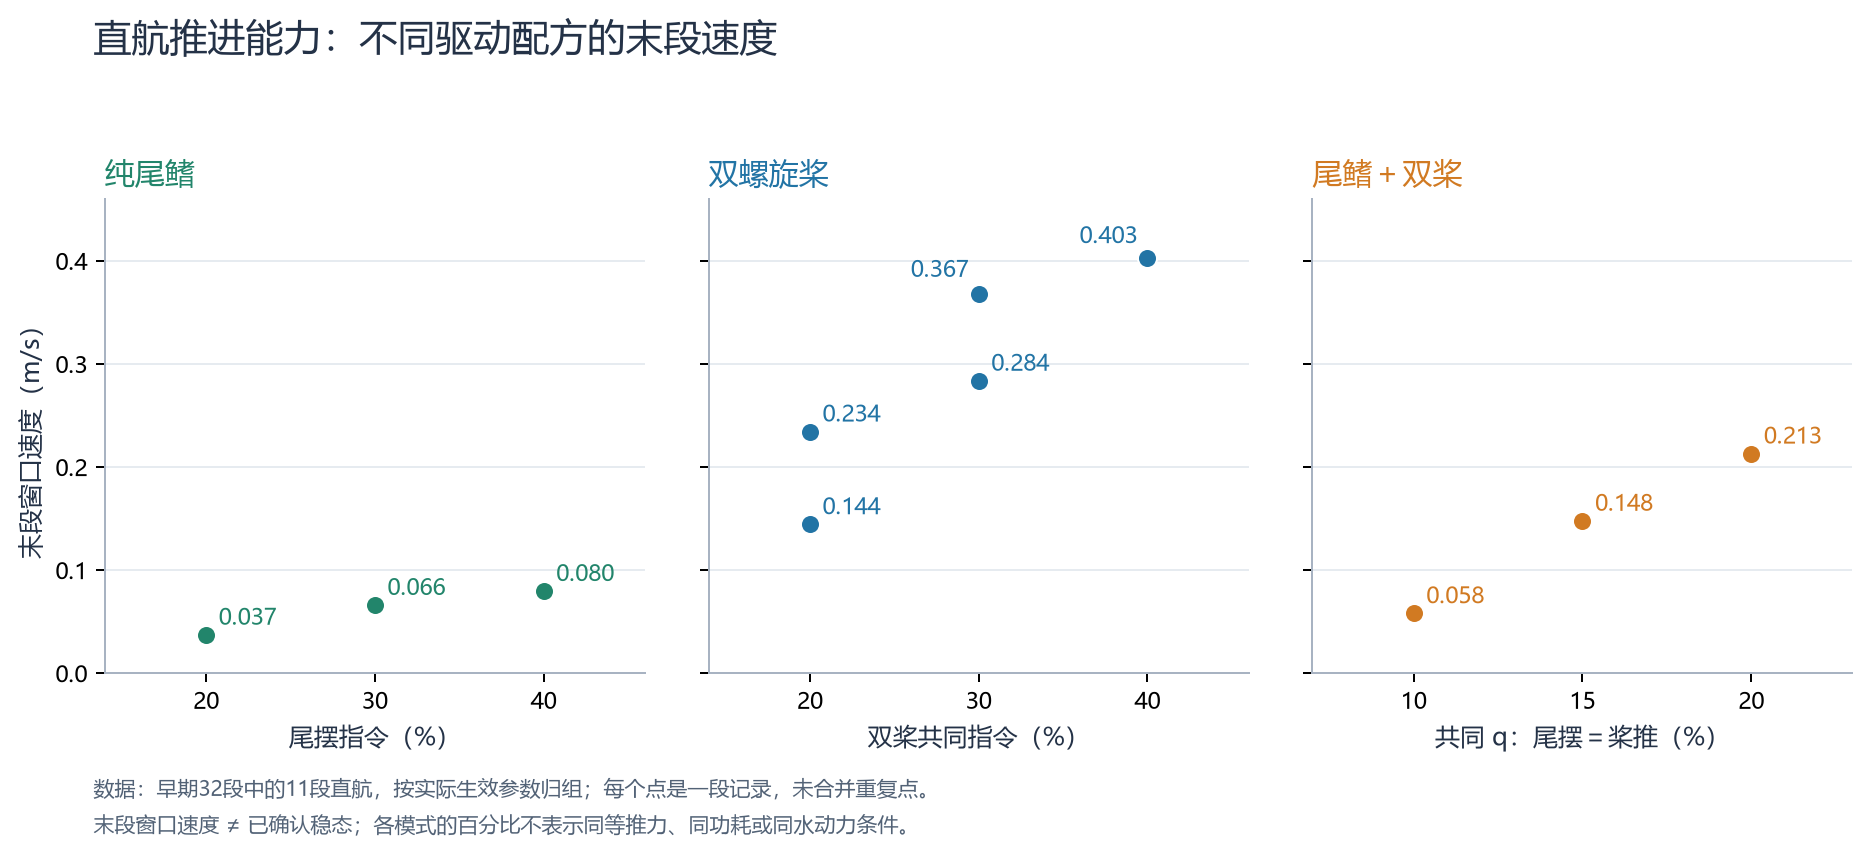 直航推进能力：不同驱动配方的末段速度
纯尾鳍
双螺旋桨
尾鳍 + 双桨
末段窗口速度（m/s）
0.4
0.3
0.2
0.1
0.0
0.037
0.066
0.080
20
30
40
尾摆指令（%）
0.403
0.367
0.284
0.234
0.144
20
30
40
双桨共同指令（%）
0.213
0.148
0.058
10
15
20
共同 q：尾摆 = 桨推（%）
数据：早期32段中的11段直航，按实际生效参数归组；每个点是一段记录，未合并重复点。
末段窗口速度 ≠ 已确认稳态；各模式的百分比不表示同等推力、同功耗或同水动力条件。